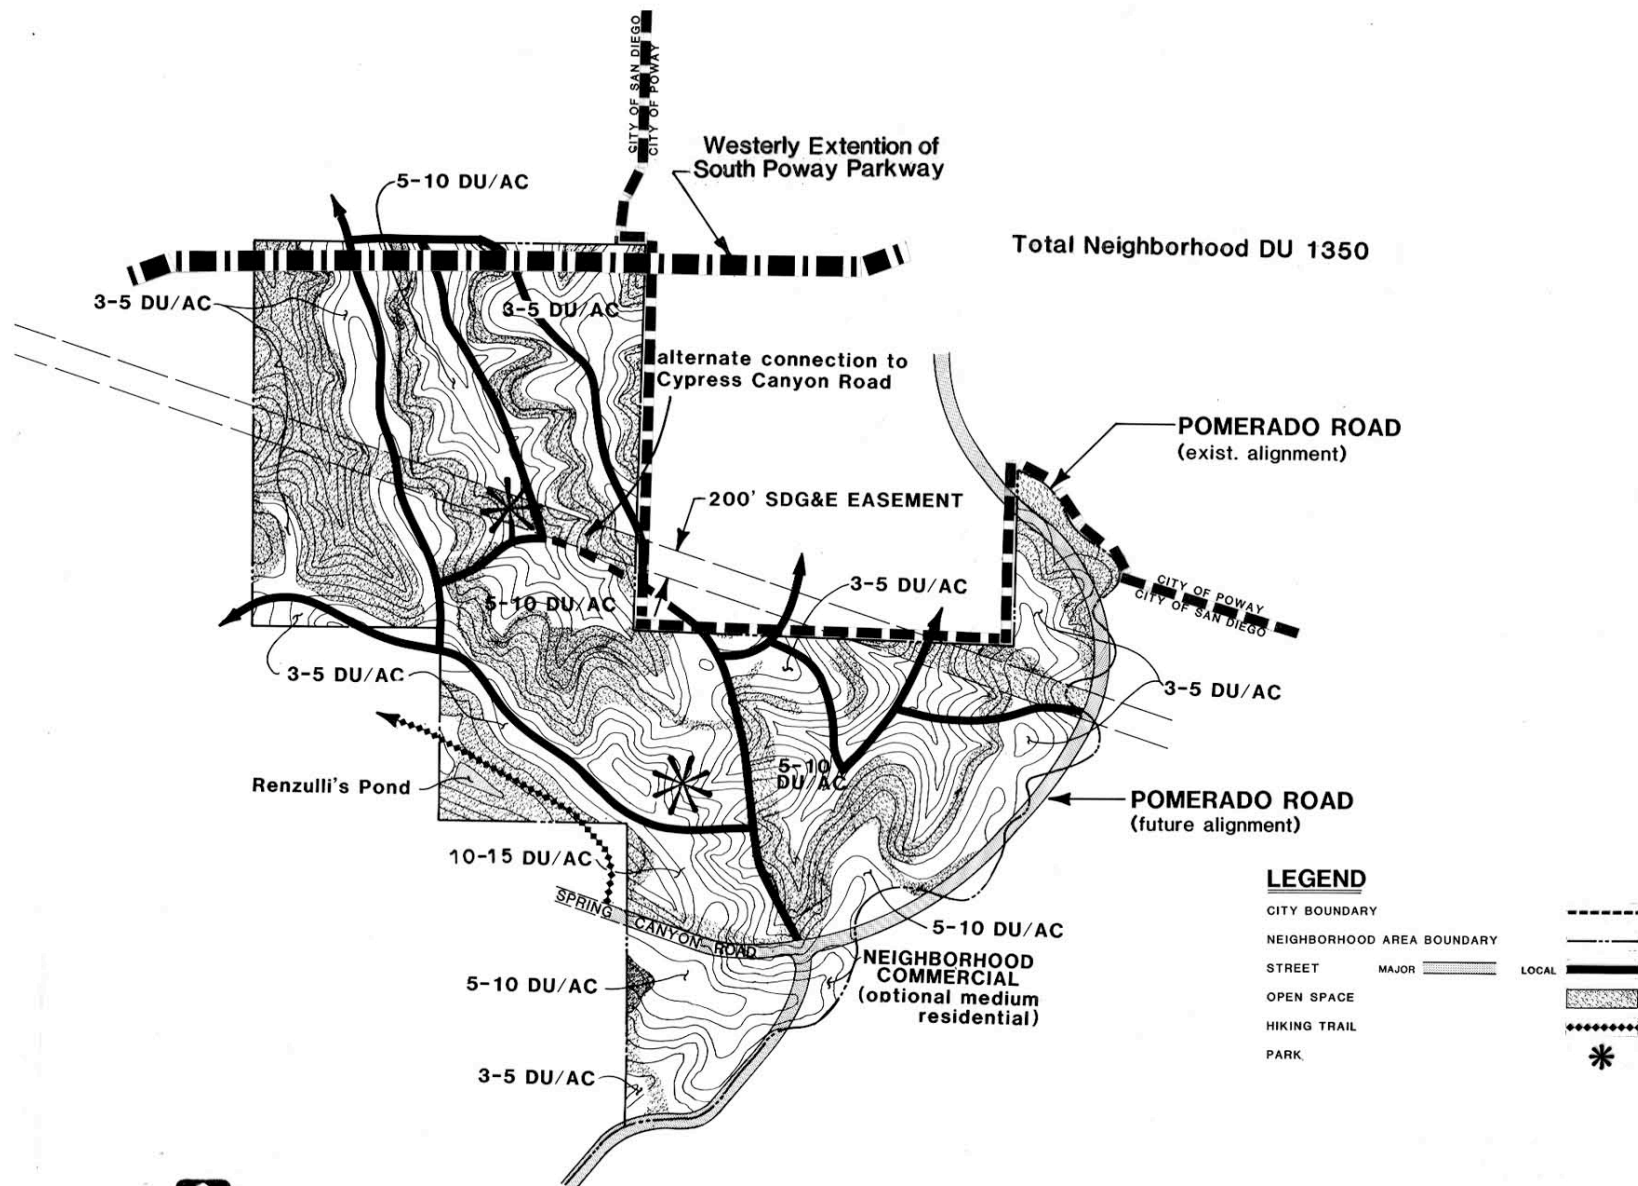 CITY OF SAN DIEGO
CITY OF POWAY
Westerly Extention of
South Poway Parkway
5-10 DU/AC
Total Neighborhood DU 1350
3-5 DU/AC
3-5 DU/AC
alternate connection to
Cypress Canyon Road
POMERADO ROAD
(exist. alignment)
200' SDG&E EASEMENT
CITY OF POWAY
CITY OF SAN DIEGO
3-5 DU/AC
5-10 DU/AC
3-5 DU/AC
3-5 DU/AC
Renzulli's Pond
5-10
DU/AC
POMERADO ROAD
(future alignment)
10-15 DU/AC
SPRING CANYON ROAD
5-10 DU/AC
NEIGHBORHOOD
COMMERCIAL
(optional medium
residential)
5-10 DU/AC
3-5 DU/AC
LEGEND
CITY BOUNDARY
NEIGHBORHOOD AREA BOUNDARY
STREET MAJOR LOCAL
OPEN SPACE
HIKING TRAIL
PARK